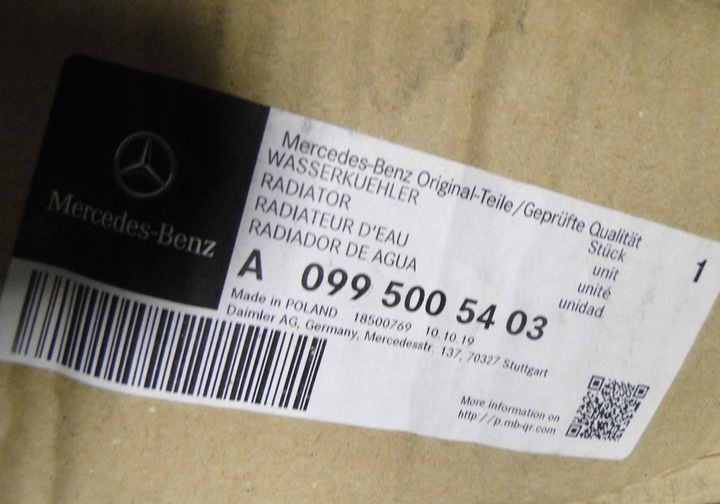 Mercedes-Benz
Mercedes-Benz Original-Teile/Geprüfte Qualität
WASSERKUEHLER Stück 1
RADIATOR unit
RADIATEUR D'EAU unité
RADIADOR DE AGUA unidad
A 099 500 54 03
Made in POLAND 18500769 10.10.19
Daimler AG, Germany, Mercedesstr. 137, 70327 Stuttgart
More information on
http://p.mb-qr.com